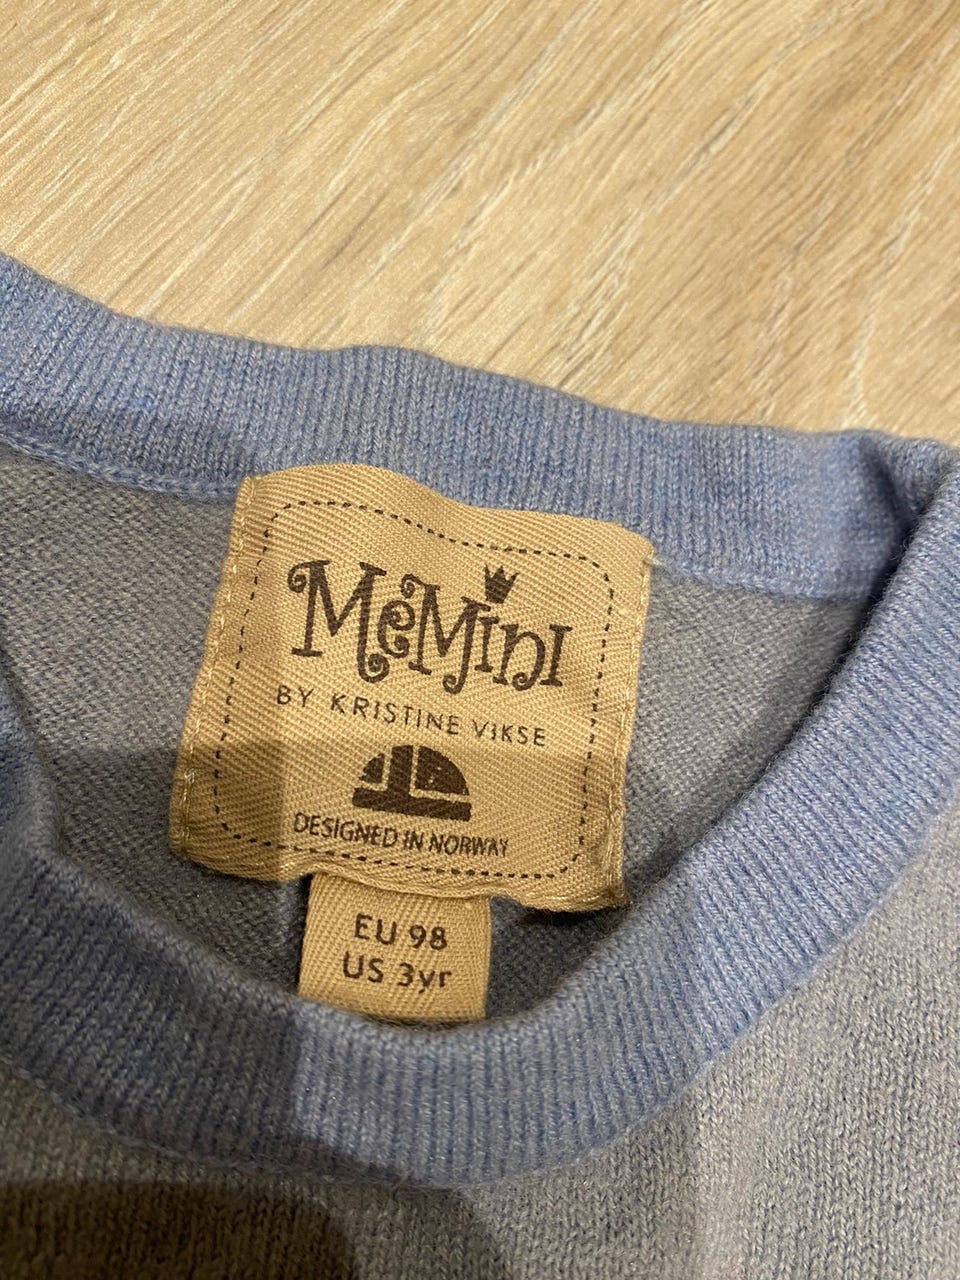 MeMini
BY KRISTINE VIKSE
DESIGNED IN NORWAY
EU 98
US 3yr